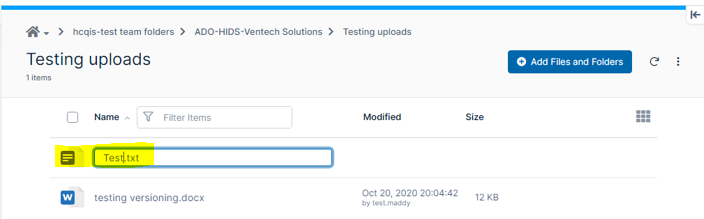 hcqis-test team folders > ADO-HIDS-Ventech Solutions > Testing uploads
Testing uploads
1 items
Add Files and Folders
Name Filter Items Modified Size
Test.txt
W testing versioning.docx Oct 20, 2020 20:04:42 12 KB
by test.maddy